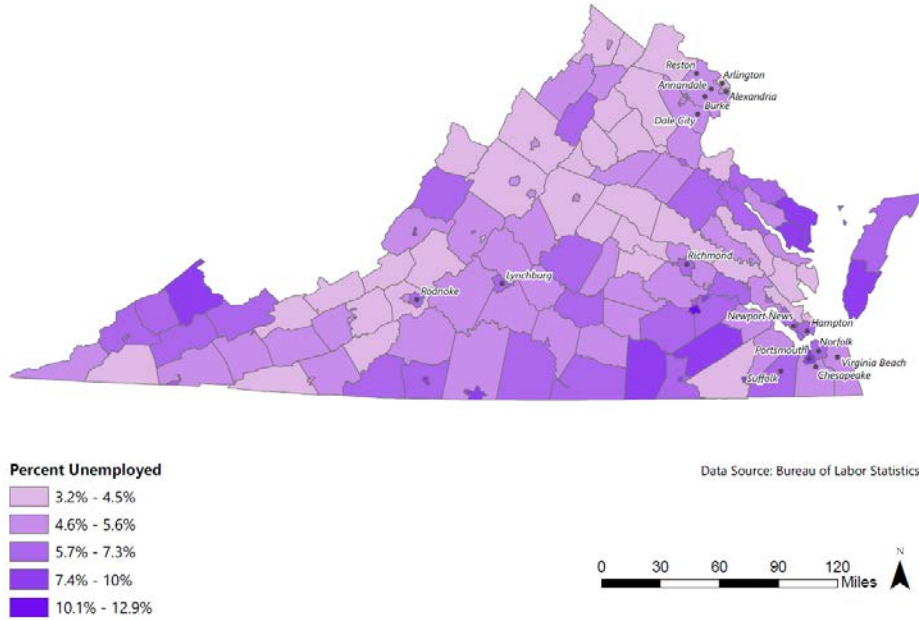 Reston
Arlington
Annandale
Alexandria
Burke
Dale City
Richmond
Lynchburg
Roanoke
Newport News
Hampton
Norfolk
Portsmouth
Virginia Beach
Suffolk
Chesapeake
Percent Unemployed
3.2% - 4.5%
4.6% - 5.6%
5.7% - 7.3%
7.4% - 10%
10.1% - 12.9%
Data Source: Bureau of Labor Statistics
N
0 30 60 90 120
Miles